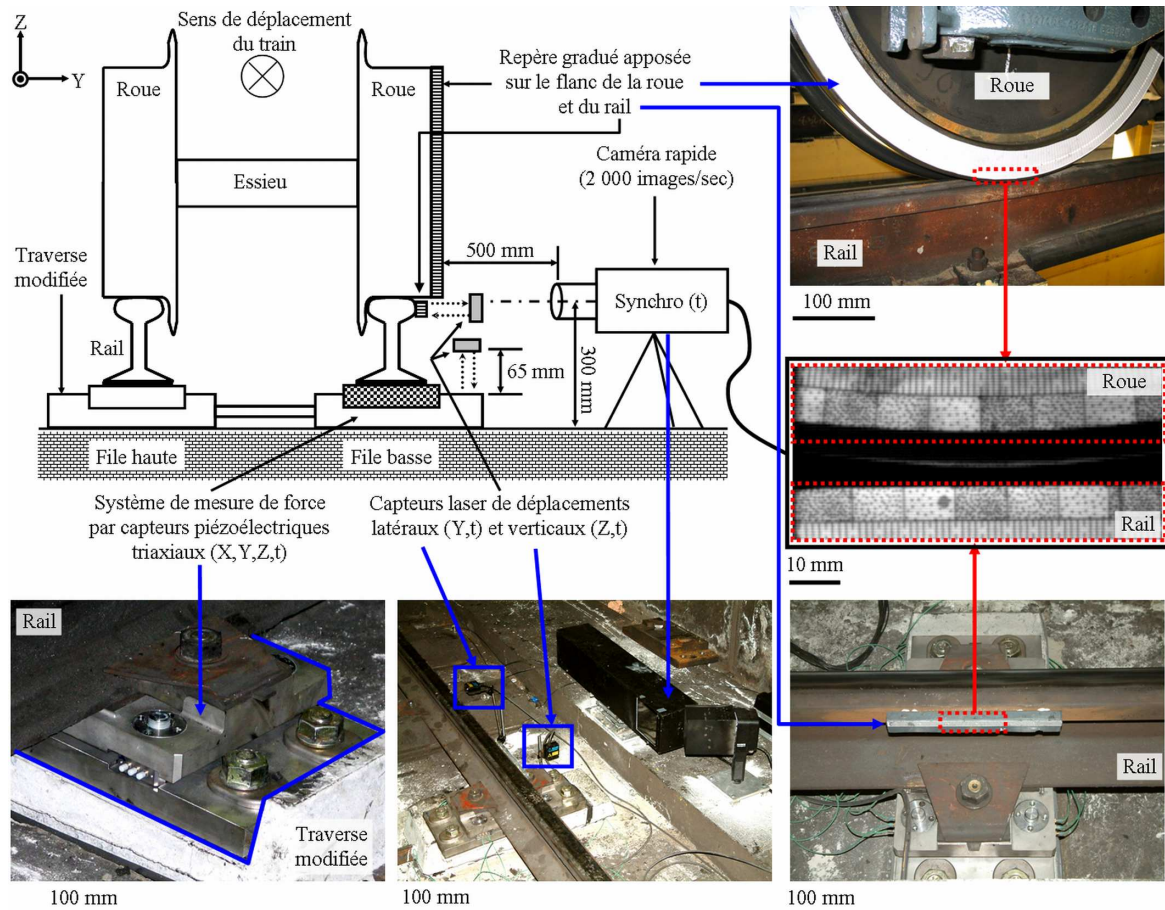 Z
Y
Sens de déplacement
du train
Roue
Roue
Essieu
Repère gradué apposée
sur le flanc de la roue
et du rail
Caméra rapide
(2 000 images/sec)
Traverse
modifiée
500 mm
Synchro (t)
Rail
65 mm
300 mm
File haute
File basse
Système de mesure de force
par capteurs piézoélectriques
triaxiaux (X,Y,Z,t)
Capteurs laser de déplacements
latéraux (Y,t) et verticaux (Z,t)
Roue
Rail
100 mm
Roue
Rail
10 mm
Rail
Traverse
modifiée
100 mm
100 mm
Rail
100 mm